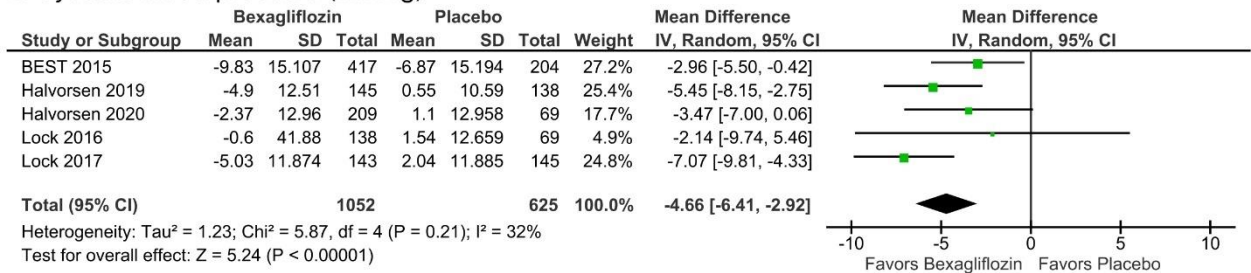 Bexagliflozin Placebo Mean Difference Mean Difference
Study or Subgroup Mean SD Total Mean SD Total Weight IV, Random, 95% CI IV, Random, 95% CI
BEST 2015 -9.83 15.107 417 -6.87 15.194 204 27.2% -2.96 [-5.50, -0.42]
Halvorsen 2019 -4.9 12.51 145 0.55 10.59 138 25.4% -5.45 [-8.15, -2.75]
Halvorsen 2020 -2.37 12.96 209 1.1 12.958 69 17.7% -3.47 [-7.00, 0.06]
Lock 2016 -0.6 41.88 138 1.54 12.659 69 4.9% -2.14 [-9.74, 5.46]
Lock 2017 -5.03 11.874 143 2.04 11.885 145 24.8% -7.07 [-9.81, -4.33]
Total (95% CI) 1052 625 100.0% -4.66 [-6.41, -2.92]
Heterogeneity: Tau² = 1.23; Chi² = 5.87, df = 4 (P = 0.21); I² = 32%
Test for overall effect: Z = 5.24 (P < 0.00001)
-10 -5 0 5 10
Favors Bexagliflozin Favors Placebo